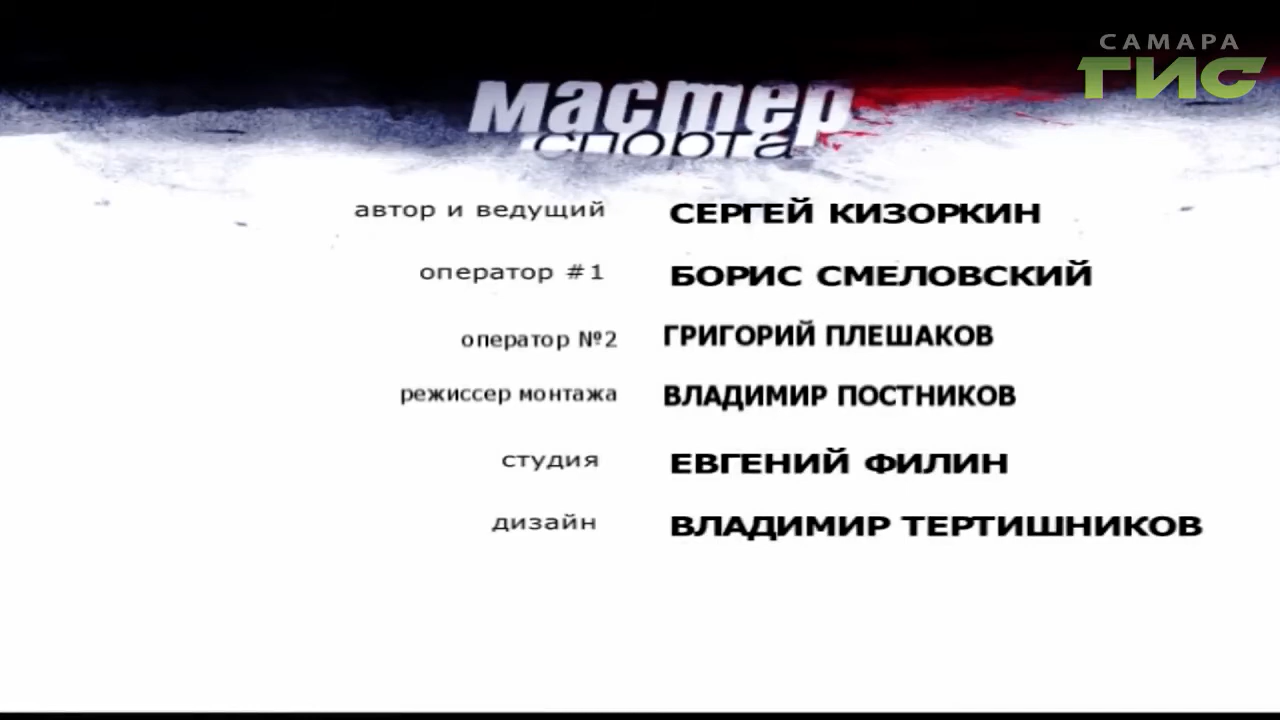 САМАРА
ГИС
мастер
спорта
автор и ведущий СЕРГЕЙ КИЗОРКИН
оператор #1 БОРИС СМЕЛОВСКИЙ
оператор №2 ГРИГОРИЙ ПЛЕШАКОВ
режиссер монтажа ВЛАДИМИР ПОСТНИКОВ
студия ЕВГЕНИЙ ФИЛИН
дизайн ВЛАДИМИР ТЕРТИШНИКОВ